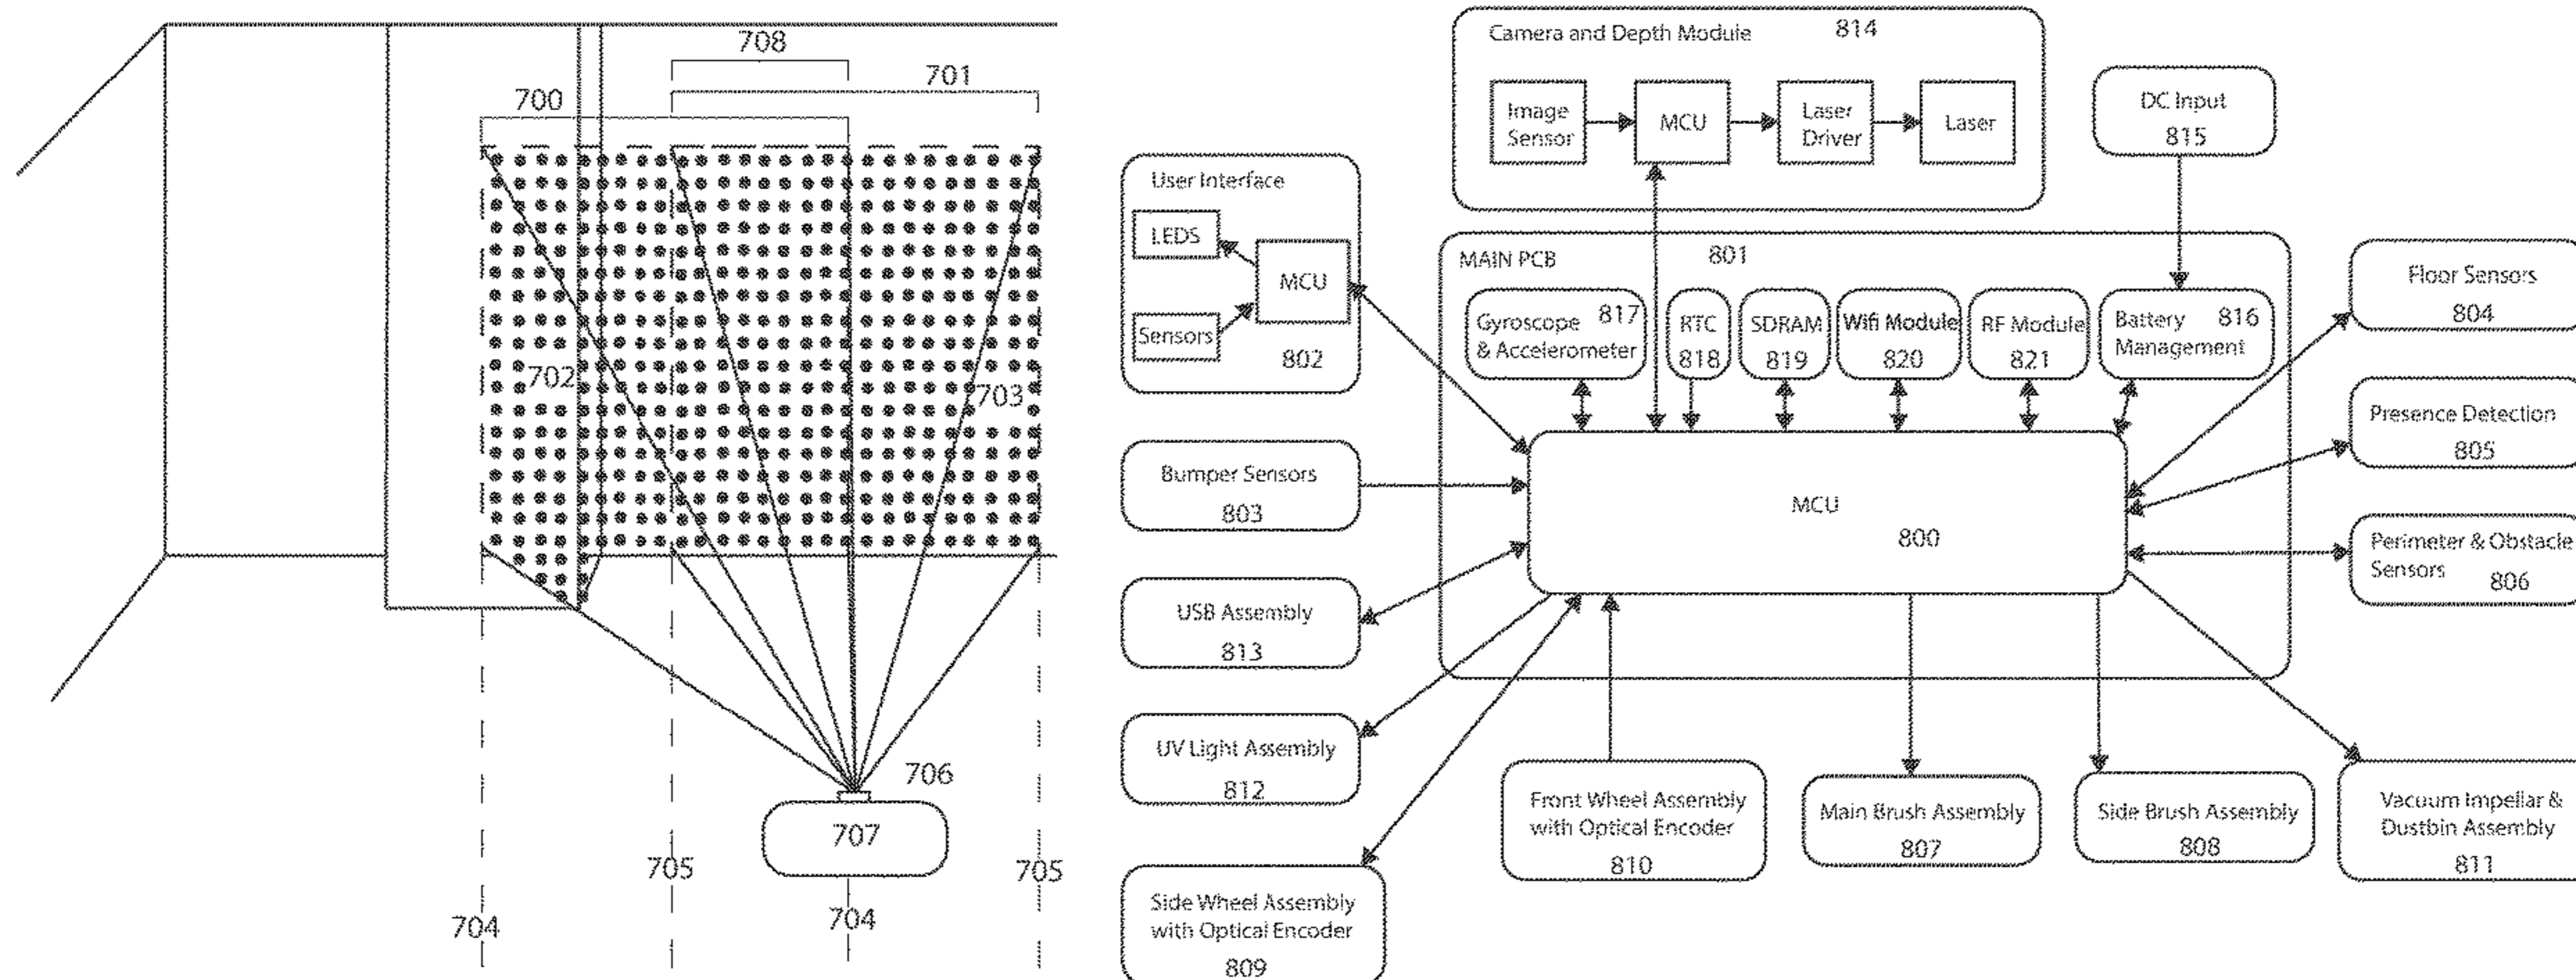 708
701
700
702
703
706
707
705
705
704
704
Camera and Depth Module
814
Image
Sensor
MCU
Laser
Driver
Laser
DC Input
815
User Interface
LEDS
MCU
Sensors
802
MAIN PCB
801
Gyroscope
817
& Accelerometer
RTC
818
SDRAM
819
Wifi Module
820
RF Module
821
Battery
816
Management
Floor Sensors
804
Presence Detection
805
Perimeter & Obstacle
Sensors
806
Bumper Sensors
803
MCU
800
USB Assembly
813
UV Light Assembly
812
Side Wheel Assembly
with Optical Encoder
809
Front Wheel Assembly
with Optical Encoder
810
Main Brush Assembly
807
Side Brush Assembly
808
Vacuum Impellar &
Dustbin Assembly
811